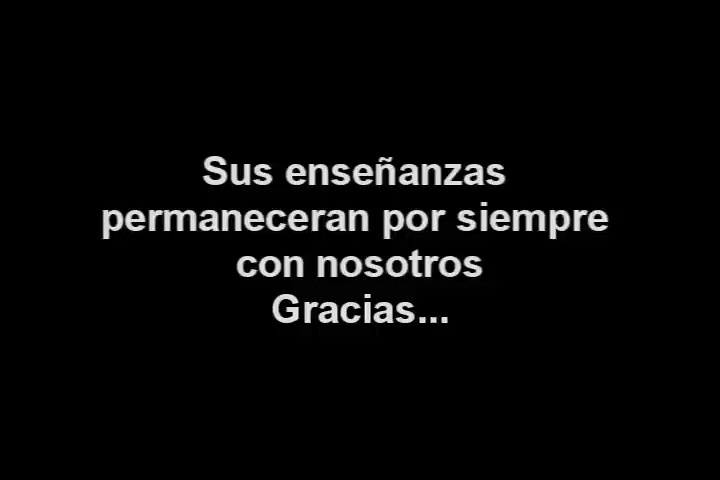 Sus enseñanzas
permaneceran por siempre
con nosotros
Gracias...